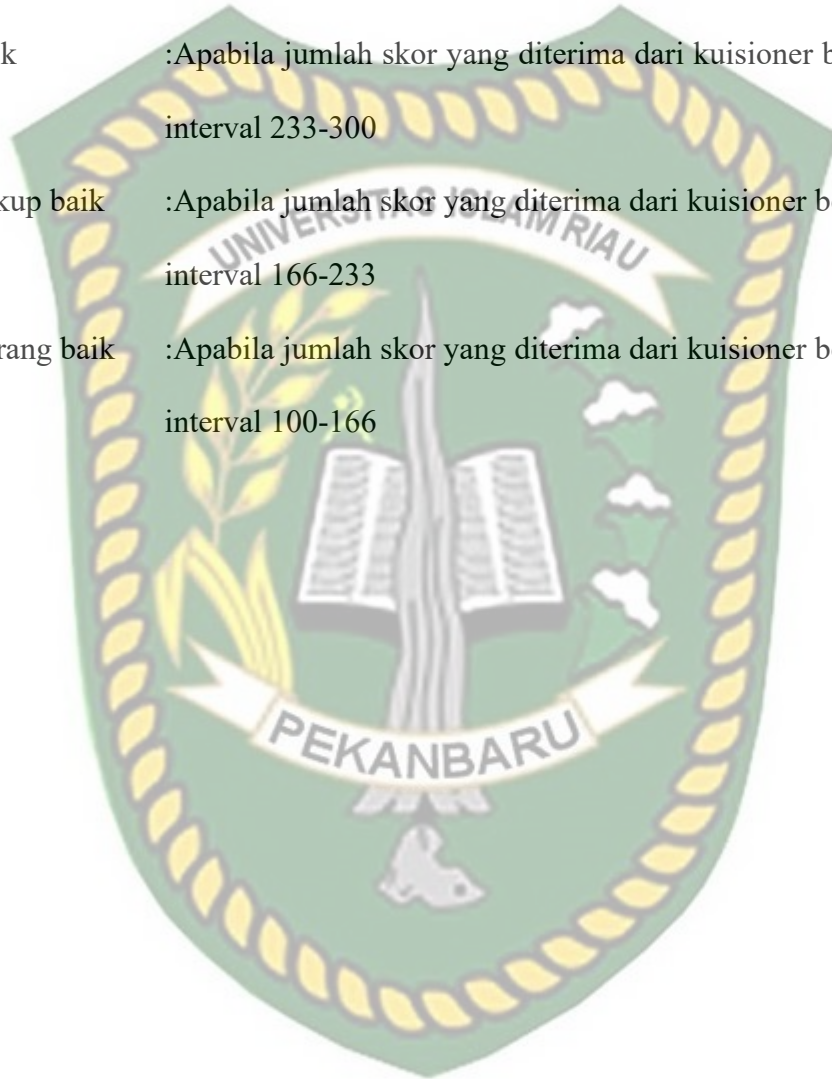 k :Apabila jumlah skor yang diterima dari kuisioner b
interval 233-300
kup baik :Apabila jumlah skor yang diterima dari kuisioner b
interval 166-233
rang baik :Apabila jumlah skor yang diterima dari kuisioner b
interval 100-166
UNIVERSITAS ISLAM RIAU
PEKANBARU